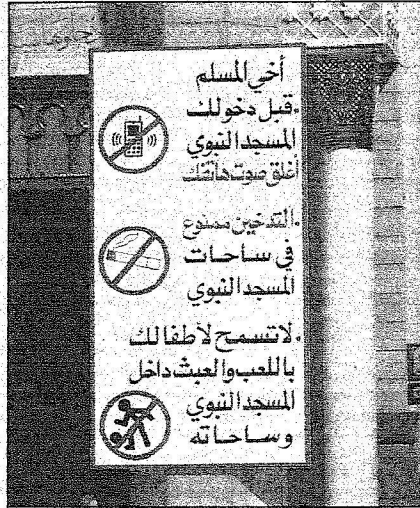 أخي المسلم
.قبل دخولك
المسجد النبوي
أغلق صوت هاتفك
.التدخين ممنوع
في ساحات
المسجد النبوي
.لا تسمح لأطفالك
باللعب والعبث داخل
المسجد النبوي
وساحاته